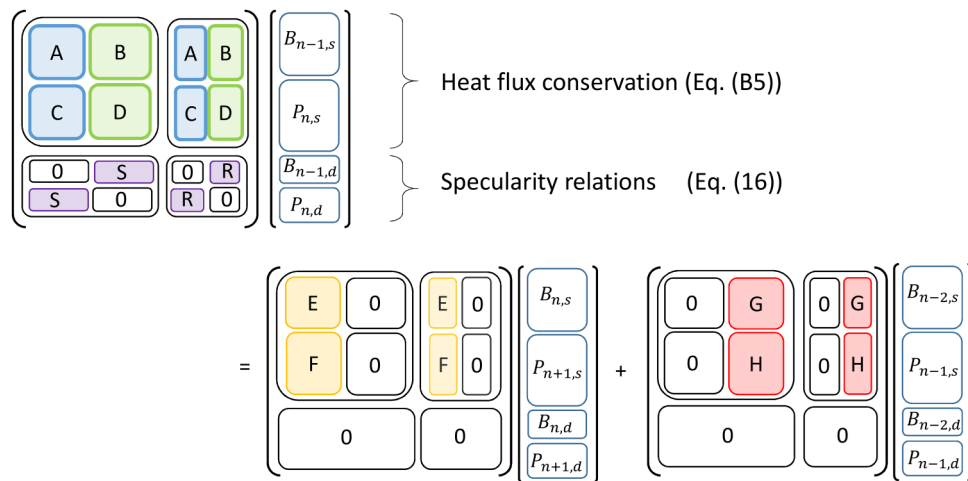 A B A B B_{n−1,s}
Heat flux conservation (Eq. (B5))
C D C D P_{n,s}
0 S 0 R B_{n−1,d}
Specularity relations (Eq. (16))
S 0 R 0 P_{n,d}
E 0 E 0 B_{n,s} 0 G 0 G B_{n−2,s}
= F 0 F 0 P_{n+1,s} + 0 H 0 H P_{n−1,s}
0 0 B_{n,d} 0 0 B_{n−2,d}
P_{n+1,d} P_{n−1,d}